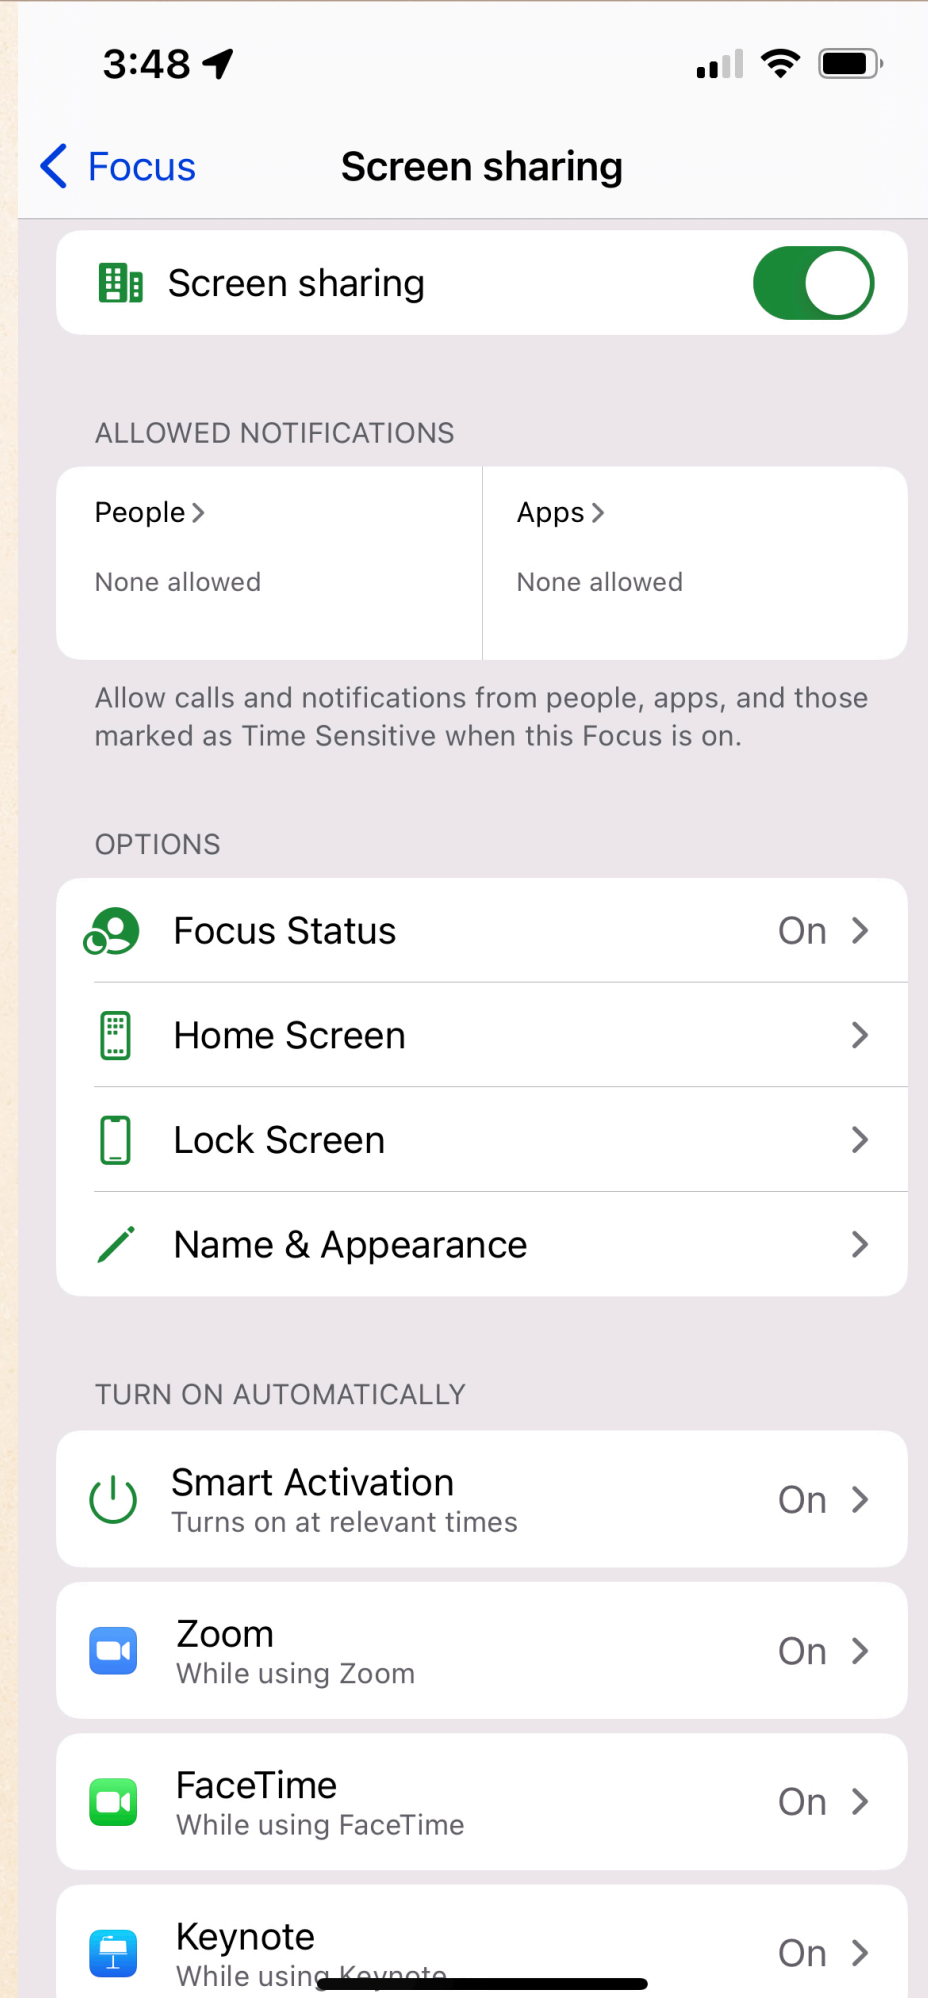 3:48
Focus
Screen sharing
Screen sharing
ALLOWED NOTIFICATIONS
People
Apps
None allowed
None allowed
Allow calls and notifications from people, apps, and those
marked as Time Sensitive when this Focus is on.
OPTIONS
Focus Status On
Home Screen
Lock Screen
Name & Appearance
TURN ON AUTOMATICALLY
Smart Activation
Turns on at relevant times
On
Zoom
While using Zoom
On
FaceTime
While using FaceTime
On
Keynote
While using Keynote
On